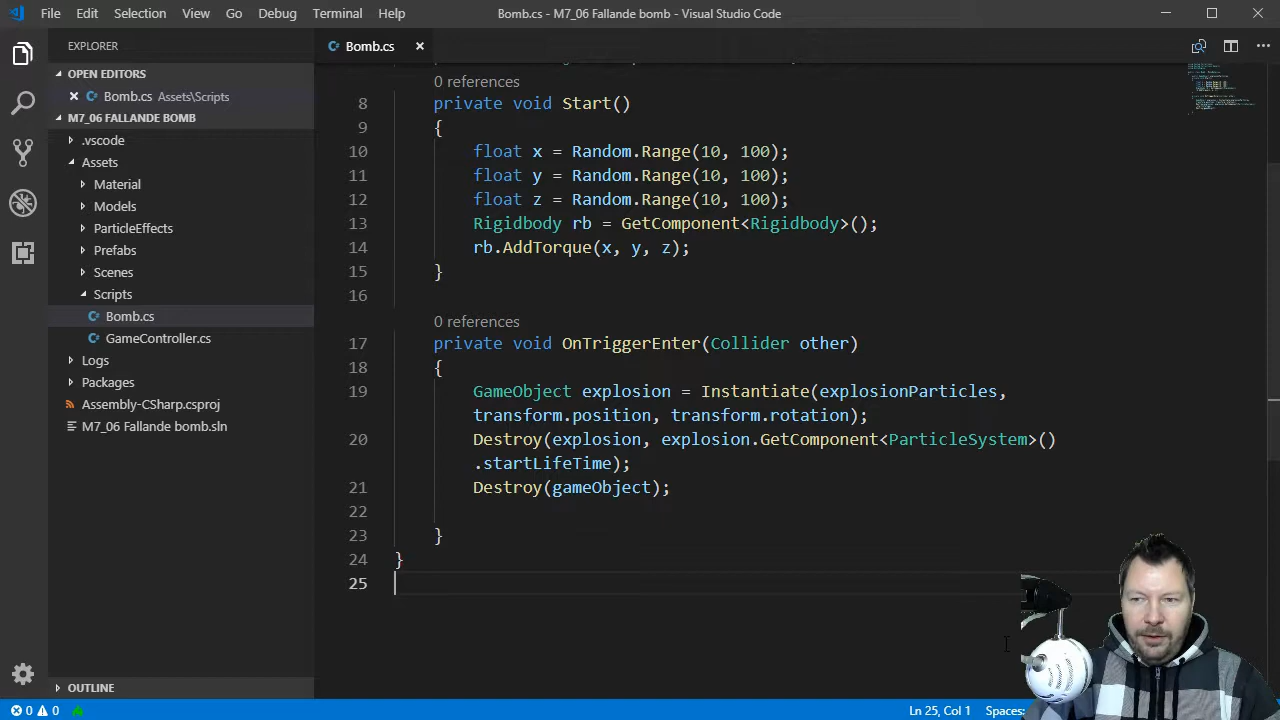 File Edit Selection View Go Debug Terminal Help
Bomb.cs - M7_06 Fallande bomb - Visual Studio Code
EXPLORER
OPEN EDITORS
Bomb.cs Assets\Scripts
M7_06 FALLANDE BOMB
.vscode
Assets
Material
Models
ParticleEffects
Prefabs
Scenes
Scripts
Bomb.cs
GameController.cs
Logs
Packages
Assembly-CSharp.csproj
M7_06 Fallande bomb.sln
OUTLINE
Bomb.cs
0 references
8 private void Start()
9 {
10 float x = Random.Range(10, 100);
11 float y = Random.Range(10, 100);
12 float z = Random.Range(10, 100);
13 Rigidbody rb = GetComponent<Rigidbody>();
14 rb.AddTorque(x, y, z);
15 }
16
0 references
17 private void OnTriggerEnter(Collider other)
18 {
19 GameObject explosion = Instantiate(explosionParticles,
transform.position, transform.rotation);
20 Destroy(explosion, explosion.GetComponent<ParticleSystem>()
.startLifeTime);
21 Destroy(gameObject);
22
23 }
24 }
25
0 0
Ln 25, Col 1 Spaces: